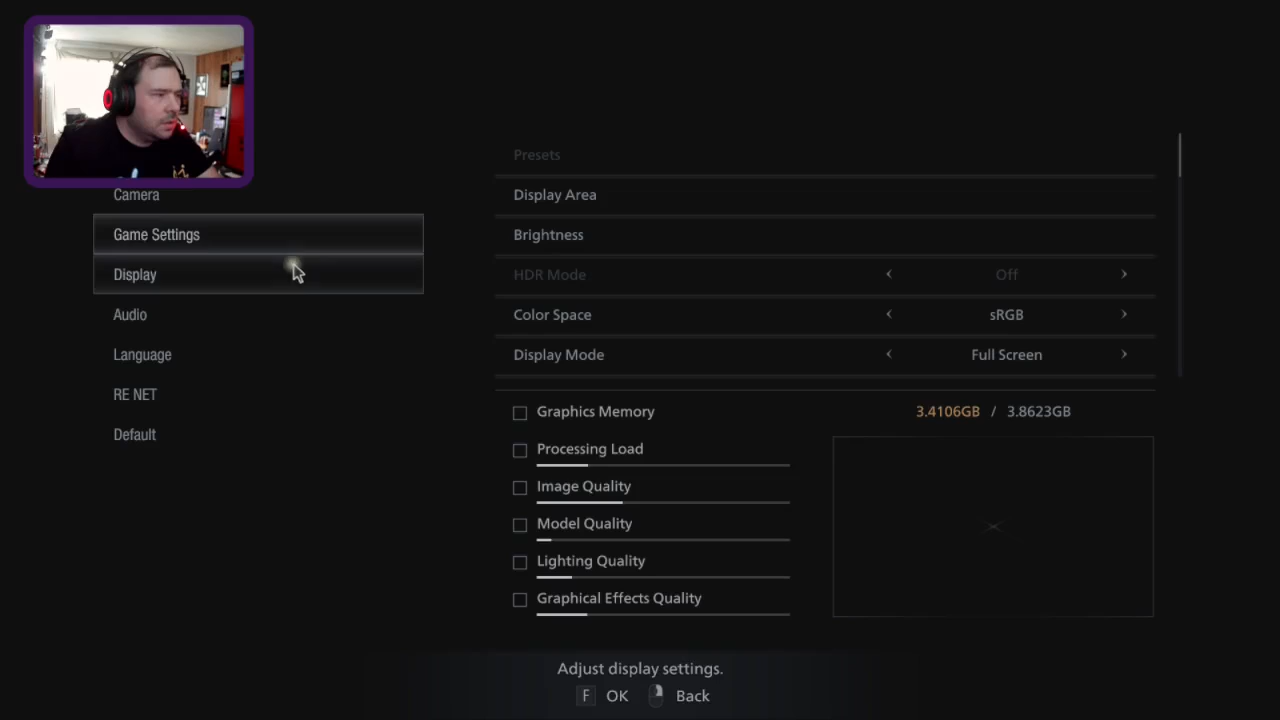 Camera
Game Settings
Display
Audio
Language
RE NET
Default
Presets
Display Area
Brightness
HDR Mode Off
Color Space sRGB
Display Mode Full Screen
Graphics Memory 3.4106GB / 3.8623GB
Processing Load
Image Quality
Model Quality
Lighting Quality
Graphical Effects Quality
Adjust display settings.
F OK Back